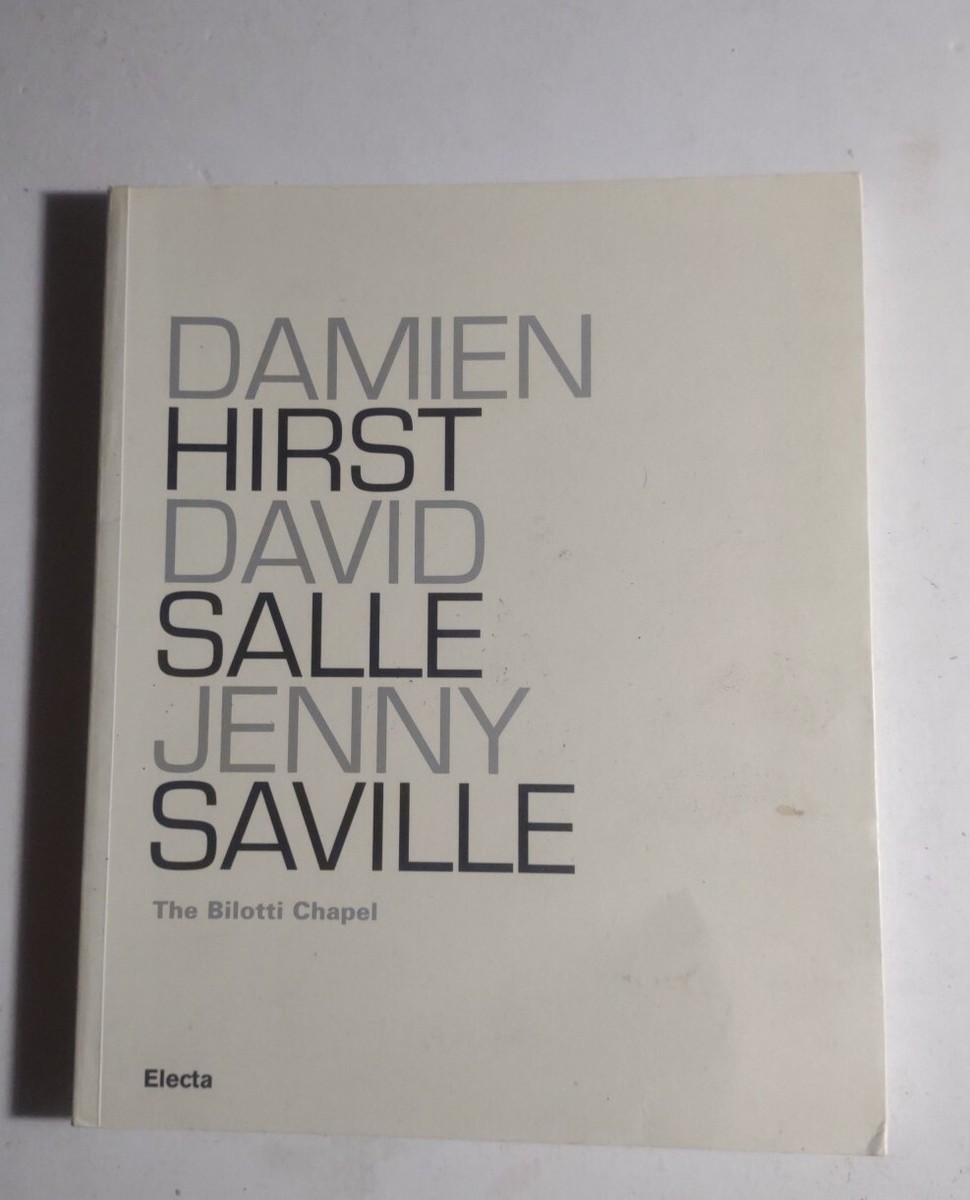 DAMIEN
HIRST
DAVID
SALLE
JENNY
SAVILLE
The Bilotti Chapel
Electa